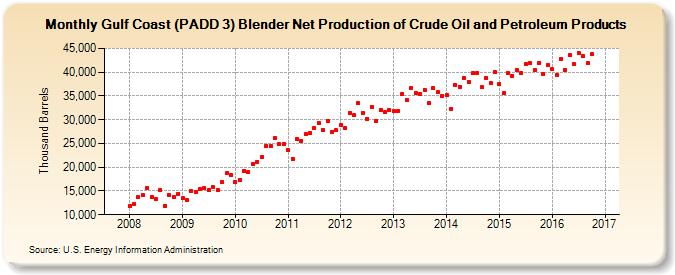 Monthly Gulf Coast (PADD 3) Blender Net Production of Crude Oil and Petroleum Products
Thousand Barrels
45,000
40,000
35,000
30,000
25,000
20,000
15,000
10,000
2008 2009 2010 2011 2012 2013 2014 2015 2016 2017
Source: U.S. Energy Information Administration